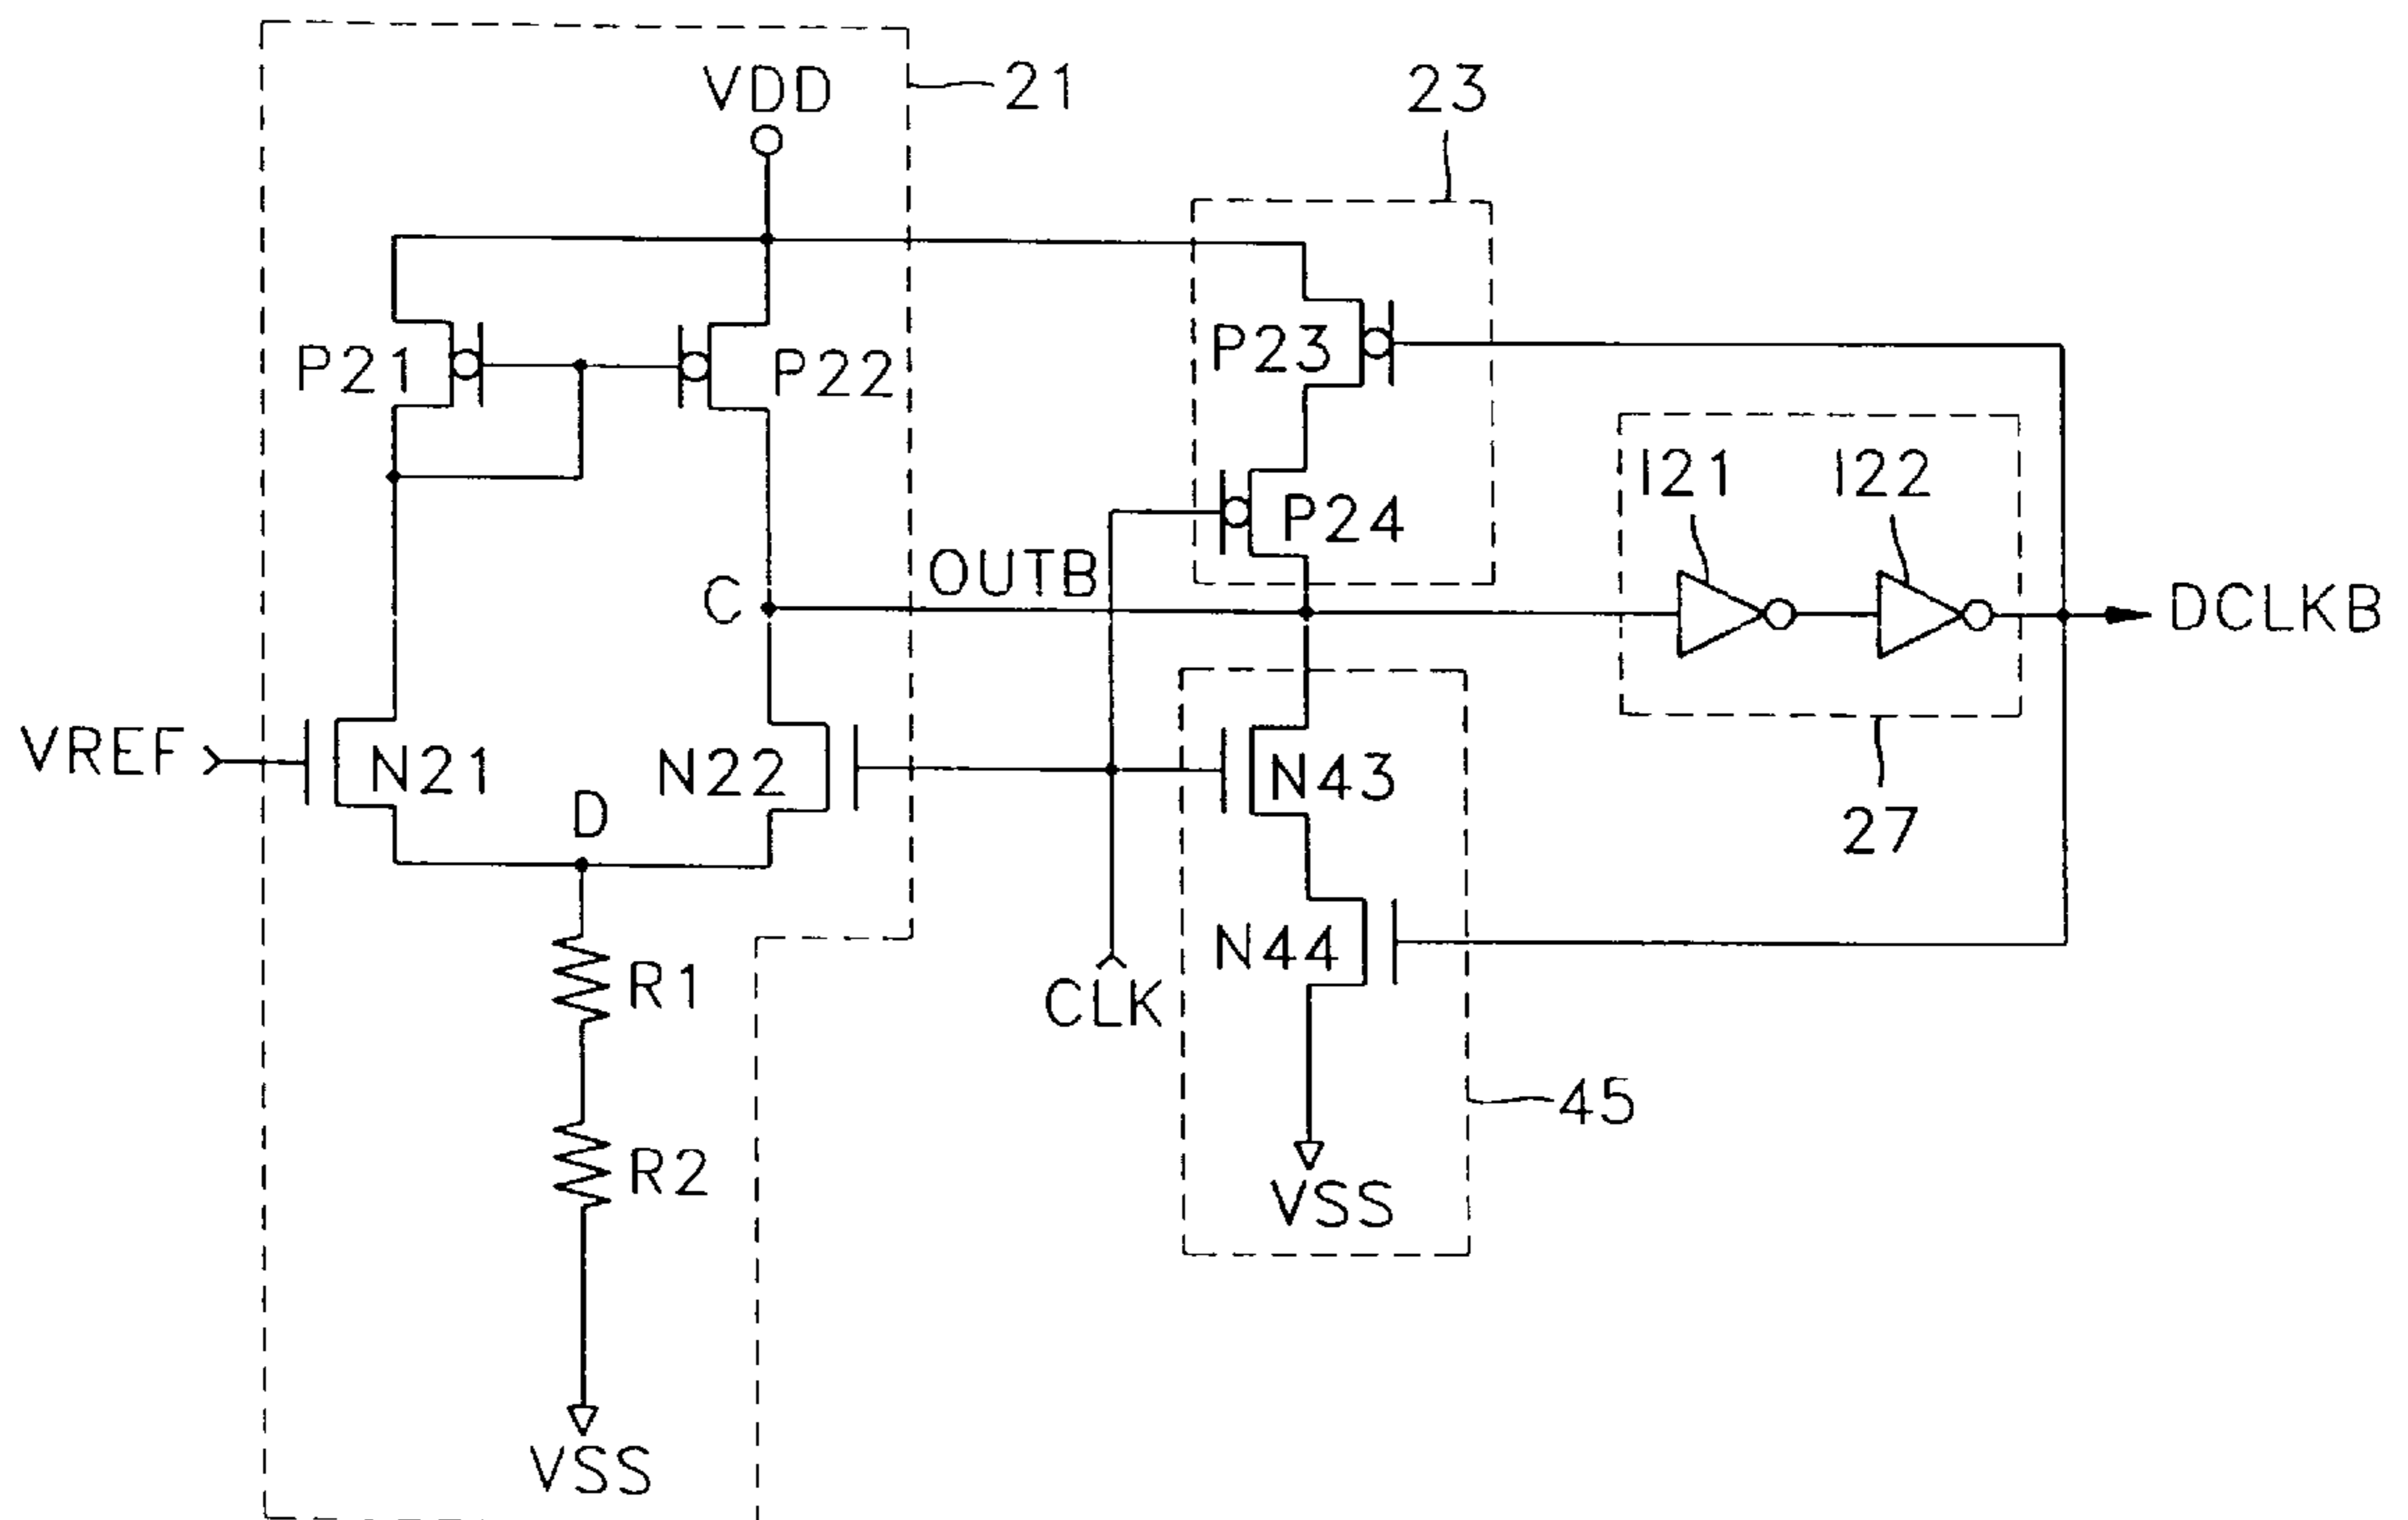 VDD
21
23
P21
P22
P23
I21
I22
P24
OUTB
C
DCLKB
VREF
N21
N22
N43
D
27
R1
N44
CLK
45
R2
VSS
VSS